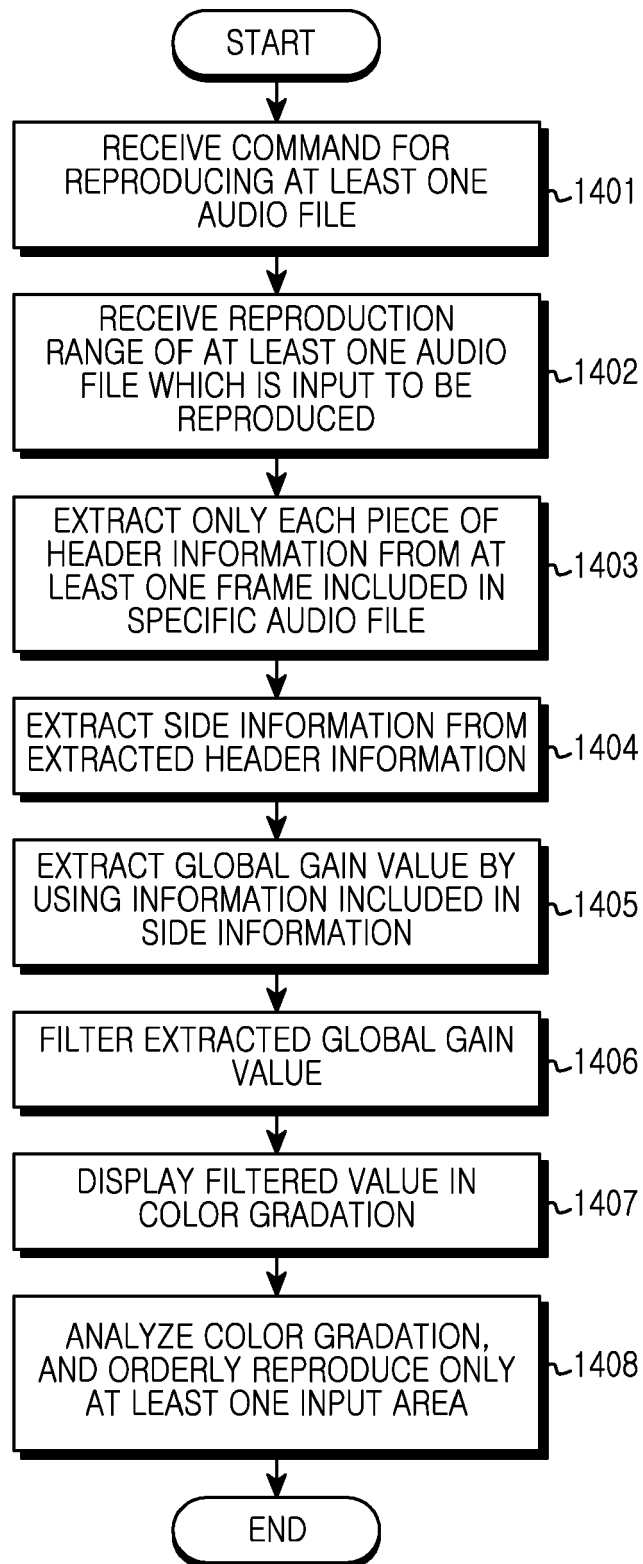 START
RECEIVE COMMAND FOR
REPRODUCING AT LEAST ONE
AUDIO FILE
1401
RECEIVE REPRODUCTION
RANGE OF AT LEAST ONE AUDIO
FILE WHICH IS INPUT TO BE
REPRODUCED
1402
EXTRACT ONLY EACH PIECE OF
HEADER INFORMATION FROM AT
LEAST ONE FRAME INCLUDED IN
SPECIFIC AUDIO FILE
1403
EXTRACT SIDE INFORMATION FROM
EXTRACTED HEADER INFORMATION
1404
EXTRACT GLOBAL GAIN VALUE BY
USING INFORMATION INCLUDED IN
SIDE INFORMATION
1405
FILTER EXTRACTED GLOBAL GAIN
VALUE
1406
DISPLAY FILTERED VALUE IN
COLOR GRADATION
1407
ANALYZE COLOR GRADATION,
AND ORDERLY REPRODUCE ONLY
AT LEAST ONE INPUT AREA
1408
END